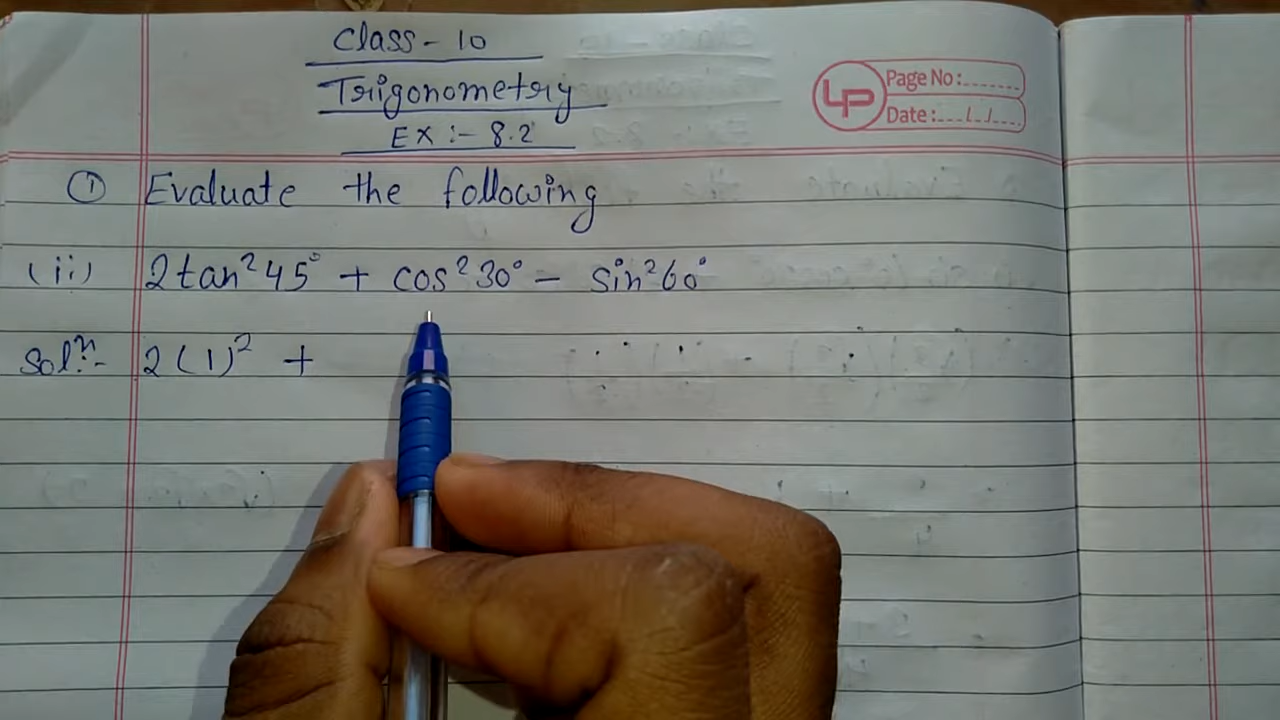 Class - 10
Trigonometry
Ex :- 8.2
LP
Page No:.......
Date:.../../....
① Evaluate the following
(ii) 2tan²45° + cos²30° - sin²60°
Solⁿ:- 2(1)² +